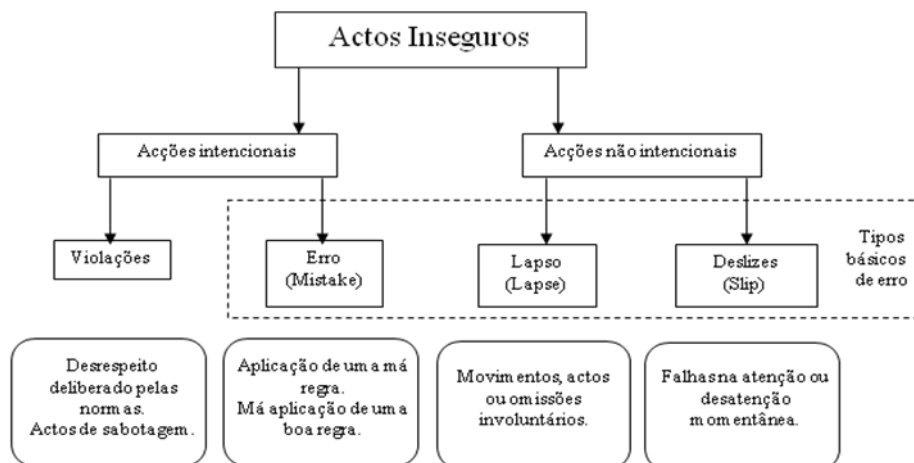 Actos Inseguros
Acções intencionais
Acções não intencionais
Violações
Erro
(Mistake)
Lapso
(Lapse)
Deslizes
(Slip)
Tipos
básicos
de erro
Desrespeito
deliberado pelas
normas.
Actos de sabotagem.
Aplicação de uma má
regra.
Má aplicação de uma
boa regra.
Movimentos, actos
ou omissões
involuntários.
Falhas na atenção ou
desatenção
momentânea.